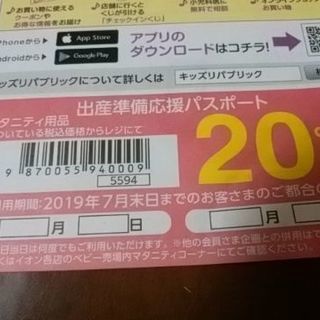 お買い物に使える
クーポンや
お得な情報をお届け
店舗に行くと
くじが引ける
「チェックインくじ」
お買い物
iPhoneから
App Store
Androidから
Google Play
アプリの
ダウンロードはコチラ!
キッズリパブリックについて詳しくは
キッズリパブリック
出産準備応援パスポート
マタニティ用品
ついている税込価格からレジにて
20
9870055940009
5594
用期間:2019年7月末日までのお客さまのご都合の
月
日
月
日
当日は何度でもご利用いただけます。※他の会員さま企画との併用は
くはイオン各店のベビー売場内マタニティコーナーにてご確認ください